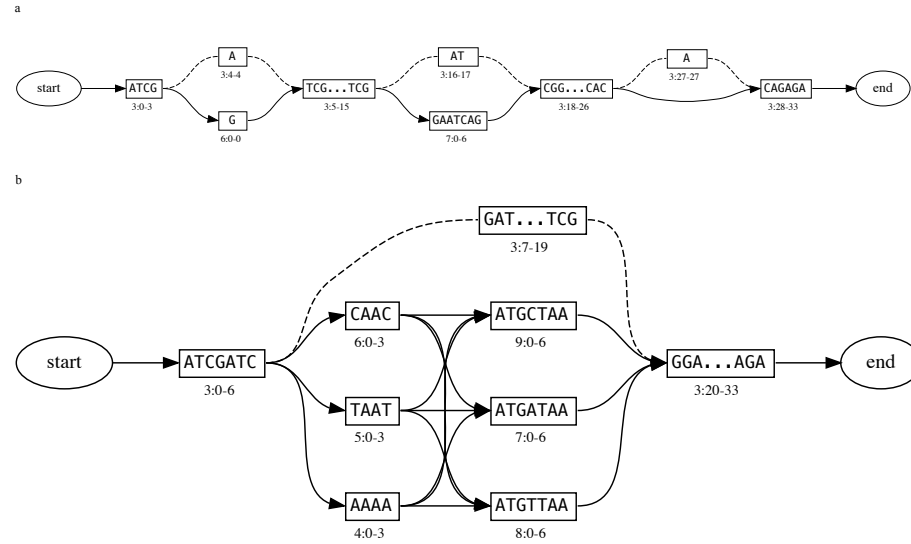 a
A
AT
A
3:4-4
3:16-17
3:27-27
start
ATCG
TCG...TCG
CGG...CAC
CAGAGA
end
3:0-3
3:5-15
3:18-26
3:28-33
G
GAATCAG
6:0-0
7:0-6
b
GAT...TCG
3:7-19
CAAC
ATGCTAA
6:0-3
9:0-6
start
ATCGATC
GGA...AGA
end
3:0-6
3:20-33
TAAT
ATGATAA
5:0-3
7:0-6
AAAA
ATGTTAA
4:0-3
8:0-6